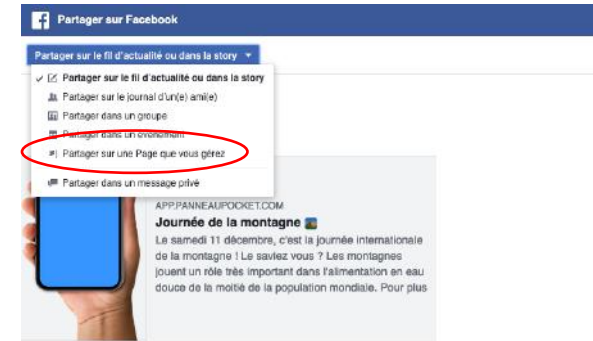 Partager sur Facebook
Partager sur le fil d'actualité ou dans la story
Partager sur le fil d'actualité ou dans la story
Partager sur le journal d'un(e) ami(e)
Partager dans un groupe
Partager dans un évènement
Partager sur une Page que vous gérez
Partager dans un message privé
APP.PANNEAUPOCKET.COM
Journée de la montagne
Le samedi 11 décembre, c'est la journée internationale
de la montagne ! Le saviez vous ? Les montagnes
jouent un rôle très important dans l'alimentation en eau
douce de la moitié de la population mondiale. Pour plus